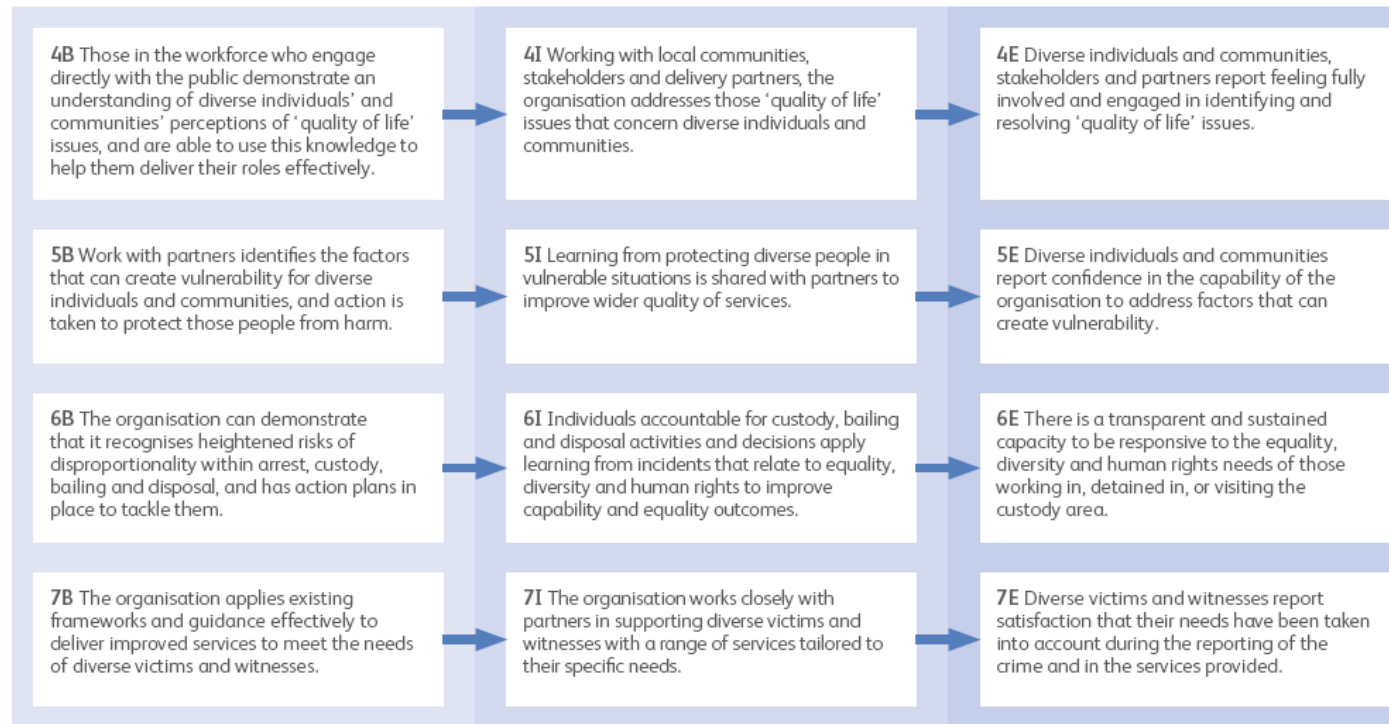 4B Those in the workforce who engage
directly with the public demonstrate an
understanding of diverse individuals' and
communities' perceptions of 'quality of life'
issues, and are able to use this knowledge to
help them deliver their roles effectively.
4I Working with local communities,
stakeholders and delivery partners, the
organisation addresses those 'quality of life'
issues that concern diverse individuals and
communities.
4E Diverse individuals and communities,
stakeholders and partners report feeling fully
involved and engaged in identifying and
resolving 'quality of life' issues.
5B Work with partners identifies the factors
that can create vulnerability for diverse
individuals and communities, and action is
taken to protect those people from harm.
5I Learning from protecting diverse people in
vulnerable situations is shared with partners to
improve wider quality of services.
5E Diverse individuals and communities
report confidence in the capability of the
organisation to address factors that can
create vulnerability.
6B The organisation can demonstrate
that it recognises heightened risks of
disproportionality within arrest, custody,
bailing and disposal, and has action plans in
place to tackle them.
6I Individuals accountable for custody, bailing
and disposal activities and decisions apply
learning from incidents that relate to equality,
diversity and human rights to improve
capability and equality outcomes.
6E There is a transparent and sustained
capacity to be responsive to the equality,
diversity and human rights needs of those
working in, detained in, or visiting the
custody area.
7B The organisation applies existing
frameworks and guidance effectively to
deliver improved services to meet the needs
of diverse victims and witnesses.
7I The organisation works closely with
partners in supporting diverse victims and
witnesses with a range of services tailored to
their specific needs.
7E Diverse victims and witnesses report
satisfaction that their needs have been taken
into account during the reporting of the
crime and in the services provided.